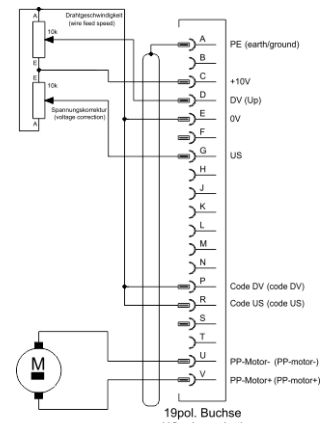 A
Drahtgeschwindigkeit
(wire feed speed)
10k
E
E
10k
Spannungskorrektur
(voltage correction)
A
A PE (earth/ground)
B
C +10V
D DV (Up)
E 0V
F
G US
H
J
K
L
M
N
P Code DV (code DV)
R Code US (code US)
S
T
U PP-Motor- (PP-motor-)
V PP-Motor+ (PP-motor+)
M
19pol. Buchse